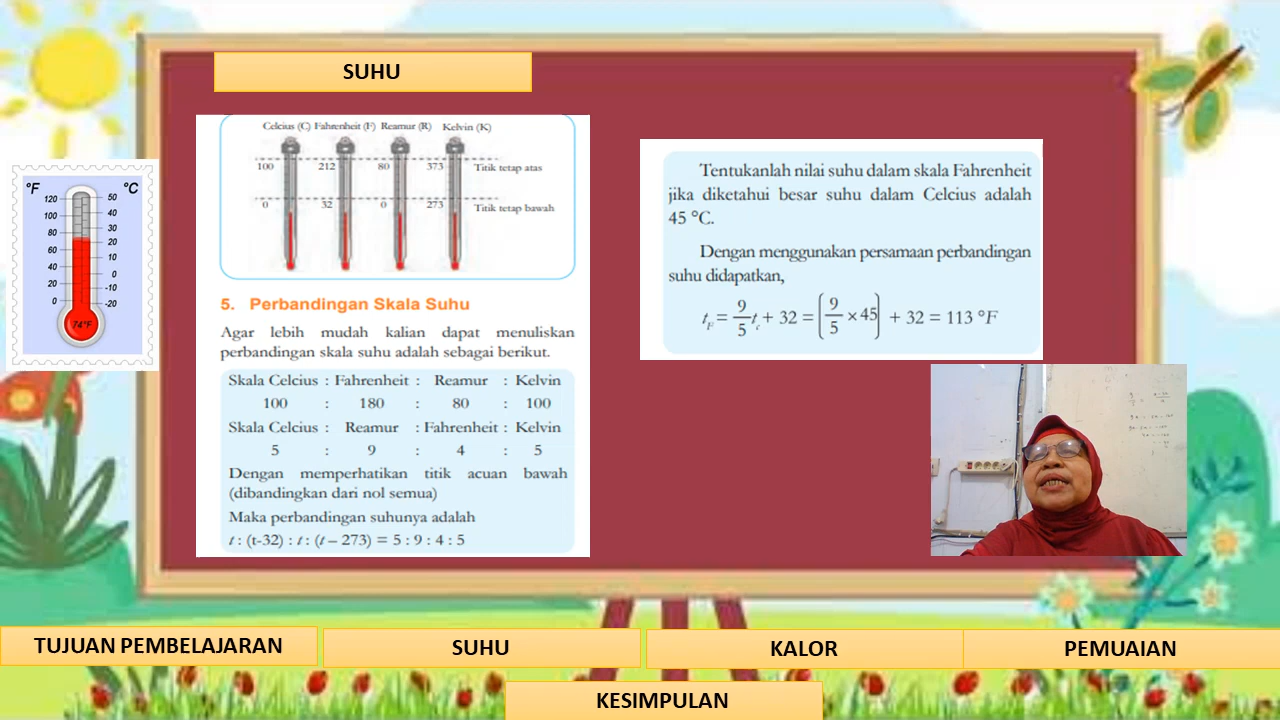 SUHU
°F °C
120 50
100 40
80 30
60 20
40 10
20 0
0 -10
-20
74°F
Celcius (C) Fahrenheit (F) Reamur (R) Kelvin (K)
100 212 80 373 Titik tetap atas
0 32 0 273 Titik tetap bawah
5. Perbandingan Skala Suhu
Agar lebih mudah kalian dapat menuliskan
perbandingan skala suhu adalah sebagai berikut.
Skala Celcius : Fahrenheit : Reamur : Kelvin
100 : 180 : 80 : 100
Skala Celcius : Reamur : Fahrenheit : Kelvin
5 : 9 : 4 : 5
Dengan memperhatikan titik acuan bawah
(dibandingkan dari nol semua)
Maka perbandingan suhunya adalah
t : (t-32) : t : (t – 273) = 5 : 9 : 4 : 5
Tentukanlah nilai suhu dalam skala Fahrenheit
jika diketahui besar suhu dalam Celcius adalah
45 °C.
Dengan menggunakan persamaan perbandingan
suhu didapatkan,
t_F = 9/5 t_c + 32 = (9/5 × 45) + 32 = 113 °F
TUJUAN PEMBELAJARAN
SUHU
KALOR
PEMUAIAN
KESIMPULAN